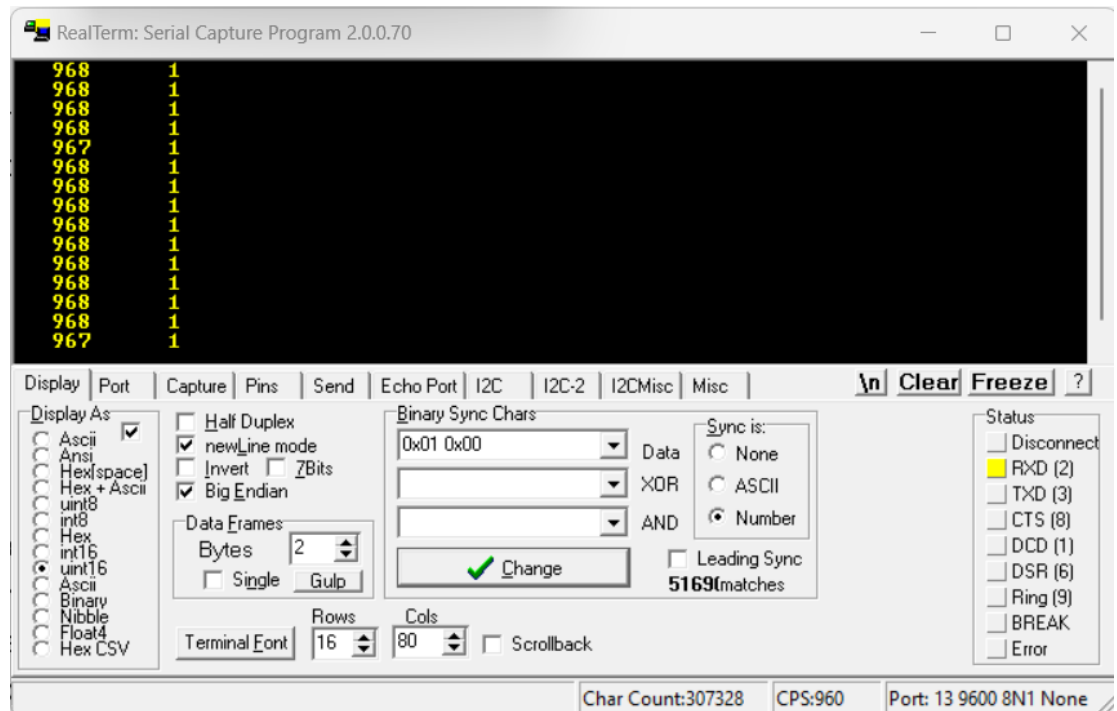 RealTerm: Serial Capture Program 2.0.0.70
968 1
968 1
968 1
968 1
967 1
968 1
968 1
968 1
968 1
968 1
968 1
968 1
968 1
968 1
967 1
Display Port Capture Pins Send Echo Port I2C I2C-2 I2CMisc Misc \n Clear Freeze ?
Display As
Ascii
Ansi
Hex[space]
Hex + Ascii
uint8
int8
Hex
int16
uint16
Ascii
Binary
Nibble
Float4
Hex CSV
Half Duplex
newLine mode
Invert 7Bits
Big Endian
Data Frames
Bytes 2
Single Gulp
Rows Cols
Terminal Font 16 80 Scrollback
Binary Sync Chars
0x01 0x00 Data
XOR
AND
Change
Sync is:
None
ASCII
Number
Leading Sync
5169(matches
Status
Disconnect
RXD (2)
TXD (3)
CTS (8)
DCD (1)
DSR (6)
Ring (9)
BREAK
Error
Char Count:307328 CPS:960 Port: 13 9600 8N1 None